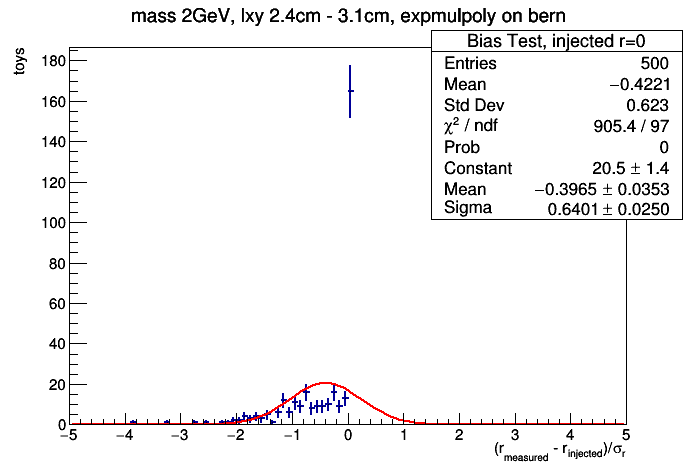 mass 2GeV, lxy 2.4cm - 3.1cm, expmulpoly on bern
Bias Test, injected r=0
Entries 500
Mean −0.4221
Std Dev 0.623
χ² / ndf 905.4 / 97
Prob 0
Constant 20.5 ± 1.4
Mean −0.3965 ± 0.0353
Sigma 0.6401 ± 0.0250
toys
180
160
140
120
100
80
60
40
20
0
−5 −4 −3 −2 −1 0 1 2 3 4 5
(r_measured - r_injected)/σ_r